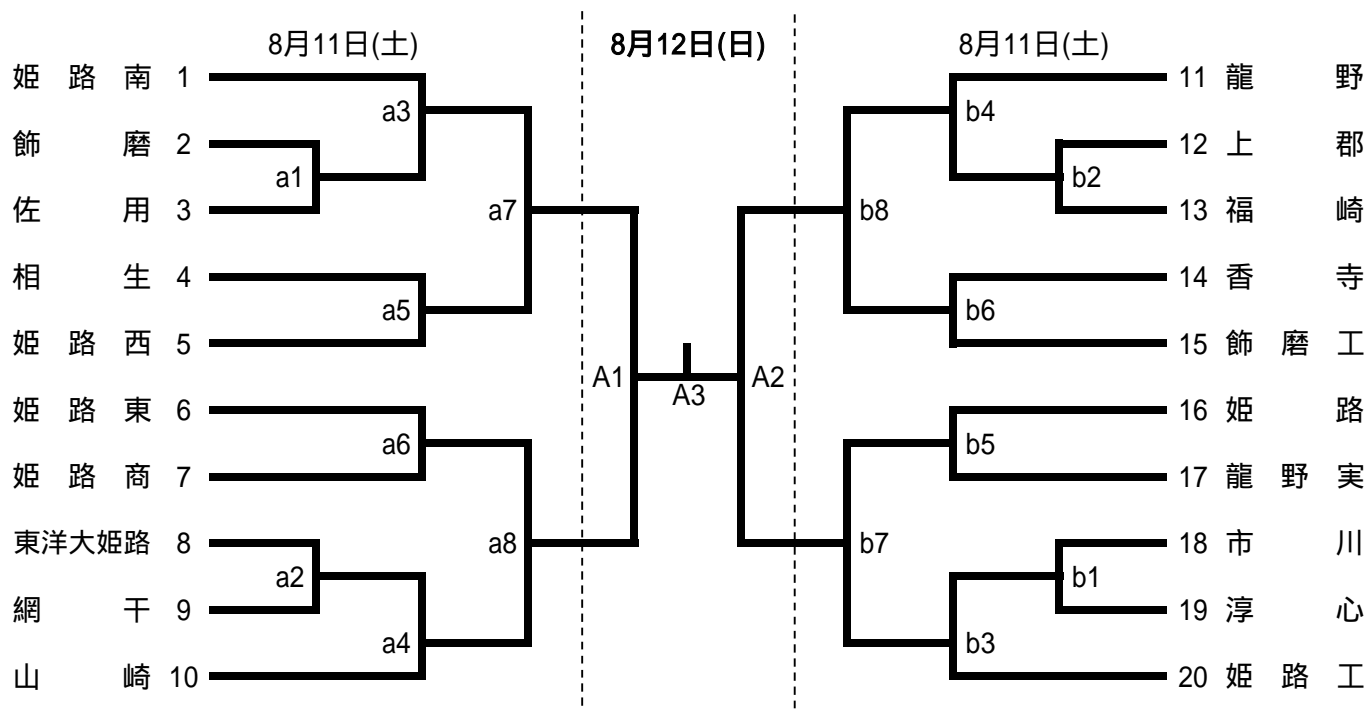 8月11日(土) 8月12日(日) 8月11日(土)
姫路南 1
a3
飾磨 2
a1
佐用 3
a7
相生 4
a5
姫路西 5
A1
姫路東 6
a6
姫路商 7
東洋大姫路 8
a8
a2
網干 9
a4
山崎 10
A3
A2
11 龍野
b4
12 上郡
b2
13 福崎
b8
14 香寺
b6
15 飾磨工
16 姫路
b5
17 龍野実
b7
18 市川
b1
19 淳心
b3
20 姫路工